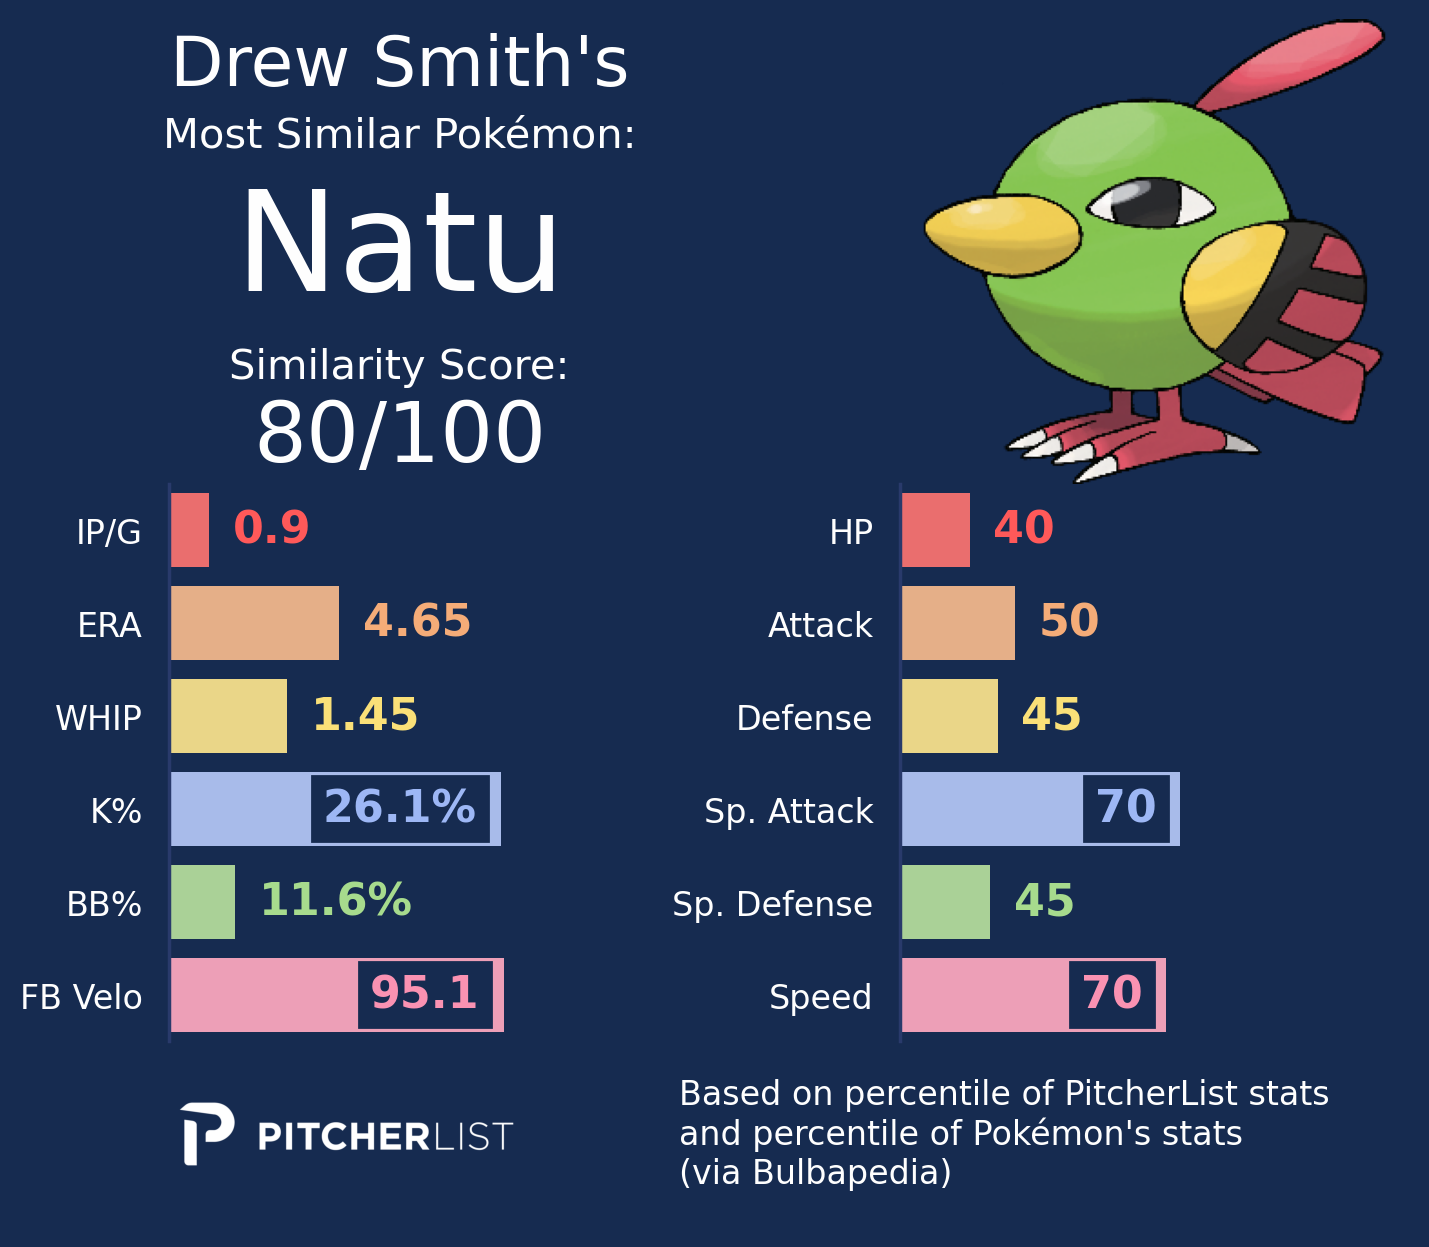 Drew Smith's
Most Similar Pokémon:
Natu
Similarity Score:
80/100
IP/G 0.9
ERA 4.65
WHIP 1.45
K% 26.1%
BB% 11.6%
FB Velo 95.1
HP 40
Attack 50
Defense 45
Sp. Attack 70
Sp. Defense 45
Speed 70
PITCHERLIST
Based on percentile of PitcherList stats
and percentile of Pokémon's stats
(via Bulbapedia)